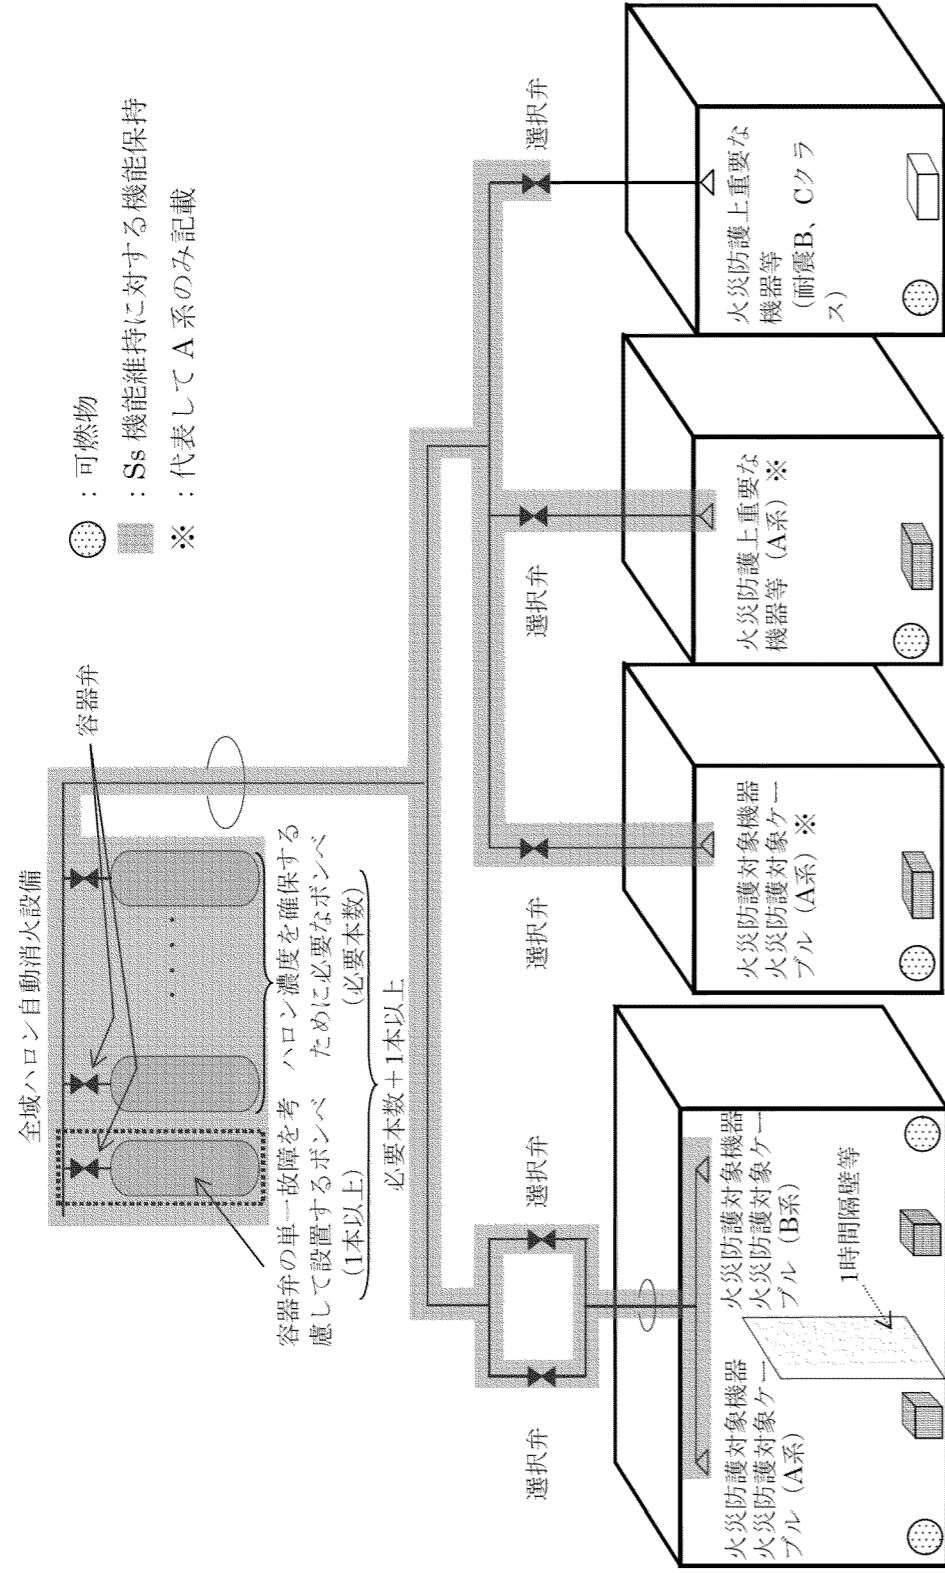 全域ハロン自動消火設備
容器弁
：可燃物
：Ss 機能維持に対する機能保持
※：代表して A 系のみ記載
容器弁の単一故障を考
慮して設置するボンベ
（1本以上）
ハロン濃度を確保する
ために必要なボンベ
（必要本数）
必要本数＋1本以上
選択弁
選択弁
選択弁
選択弁
選択弁
火災防護対象機器
火災防護対象ケー
ブル（A系）
火災防護対象機器
火災防護対象ケー
ブル（B系）
1時間隔壁等
火災防護対象機器
火災防護対象ケー
ブル（A系）※
火災防護上重要な
機器等（A系）※
火災防護上重要な
機器等
（耐震B、Cクラ
ス）